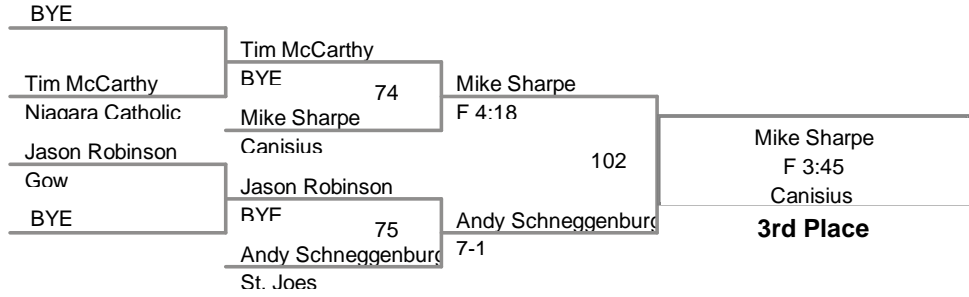 BYE
Tim McCarthy
Niagara Catholic
Jason Robinson
Gow
BYE
Tim McCarthy
BYE
74
Mike Sharpe
Canisius
Jason Robinson
BYE
75
Andy Schneggenburg
St. Joes
Mike Sharpe
F 4:18
102
Andy Schneggenburg
7-1
Mike Sharpe
F 3:45
Canisius
3rd Place